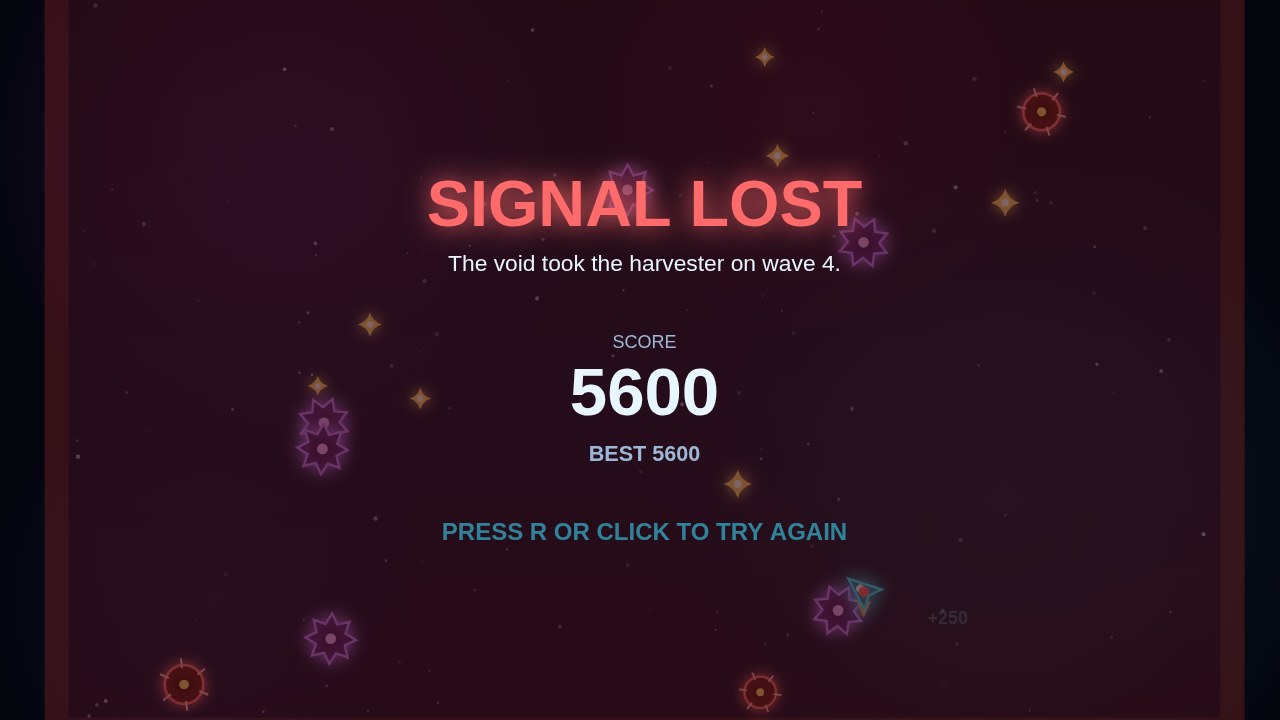 SIGNAL LOST
The void took the harvester on wave 4.
SCORE
5600
BEST 5600
PRESS R OR CLICK TO TRY AGAIN
+250